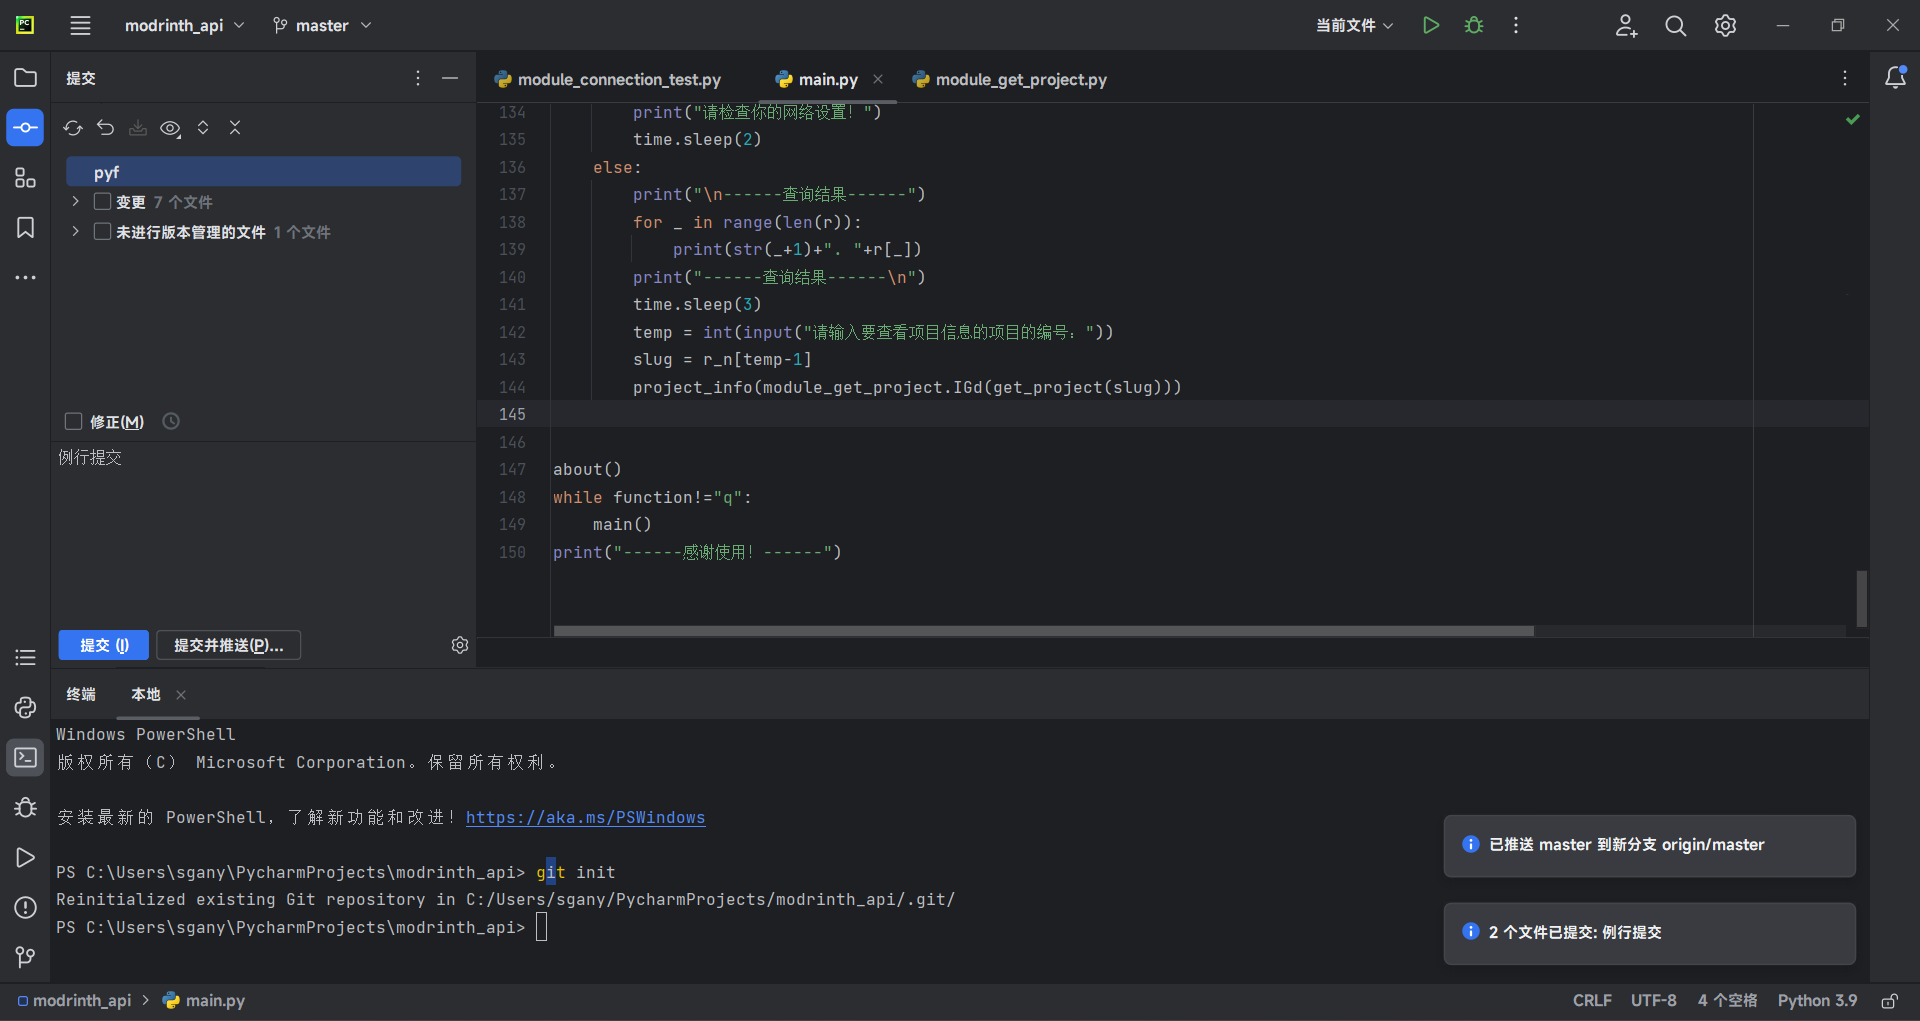 PC
modrinth_api
master
当前文件
提交
pyf
变更 7 个文件
未进行版本管理的文件 1 个文件
修正(M)
例行提交
提交 (I)
提交并推送(P)...
module_connection_test.py
main.py
module_get_project.py
134 print("请检查你的网络设置！")
135 time.sleep(2)
136 else:
137 print("\n------查询结果------")
138 for _ in range(len(r)):
139 print(str(_+1)+". "+r[_])
140 print("------查询结果------\n")
141 time.sleep(3)
142 temp = int(input("请输入要查看项目信息的项目的编号："))
143 slug = r_n[temp-1]
144 project_info(module_get_project.IGd(get_project(slug)))
145
146
147 about()
148 while function!="q":
149 main()
150 print("------感谢使用！------")
终端
本地
Windows PowerShell
版权所有（C） Microsoft Corporation。保留所有权利。
安装最新的 PowerShell，了解新功能和改进！https://aka.ms/PSWindows
PS C:\Users\sgany\PycharmProjects\modrinth_api> git init
Reinitialized existing Git repository in C:/Users/sgany/PycharmProjects/modrinth_api/.git/
PS C:\Users\sgany\PycharmProjects\modrinth_api>
已推送 master 到新分支 origin/master
2 个文件已提交: 例行提交
modrinth_api
main.py
CRLF
UTF-8
4 个空格
Python 3.9